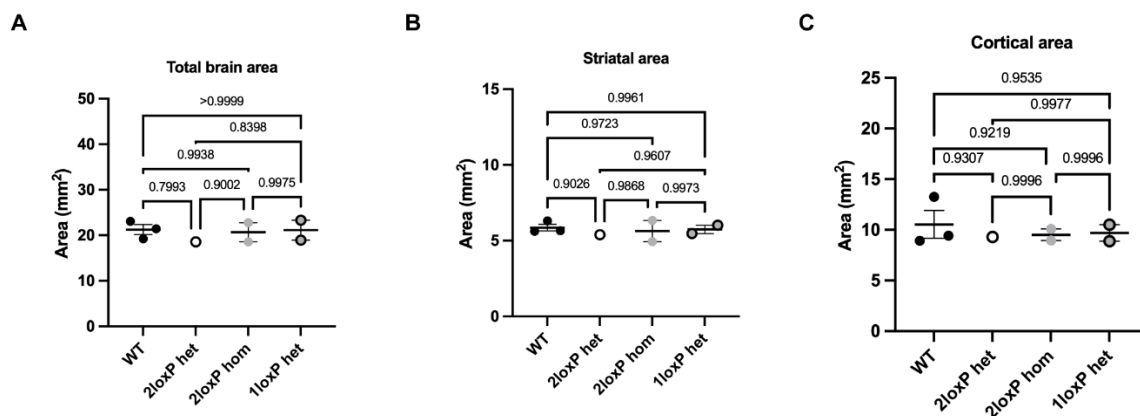 A
Total brain area
Area (mm²)
50
40
30
20
10
0
>0.9999
0.8398
0.9938
0.7993
0.9002
0.9975
WT
2loxP het
2loxP hom
1loxP het
B
Striatal area
Area (mm²)
15
10
5
0
0.9961
0.9723
0.9607
0.9026
0.9868
0.9973
WT
2loxP het
2loxP hom
1loxP het
C
Cortical area
Area (mm²)
25
20
15
10
5
0
0.9535
0.9977
0.9219
0.9307
0.9996
0.9996
WT
2loxP het
2loxP hom
1loxP het